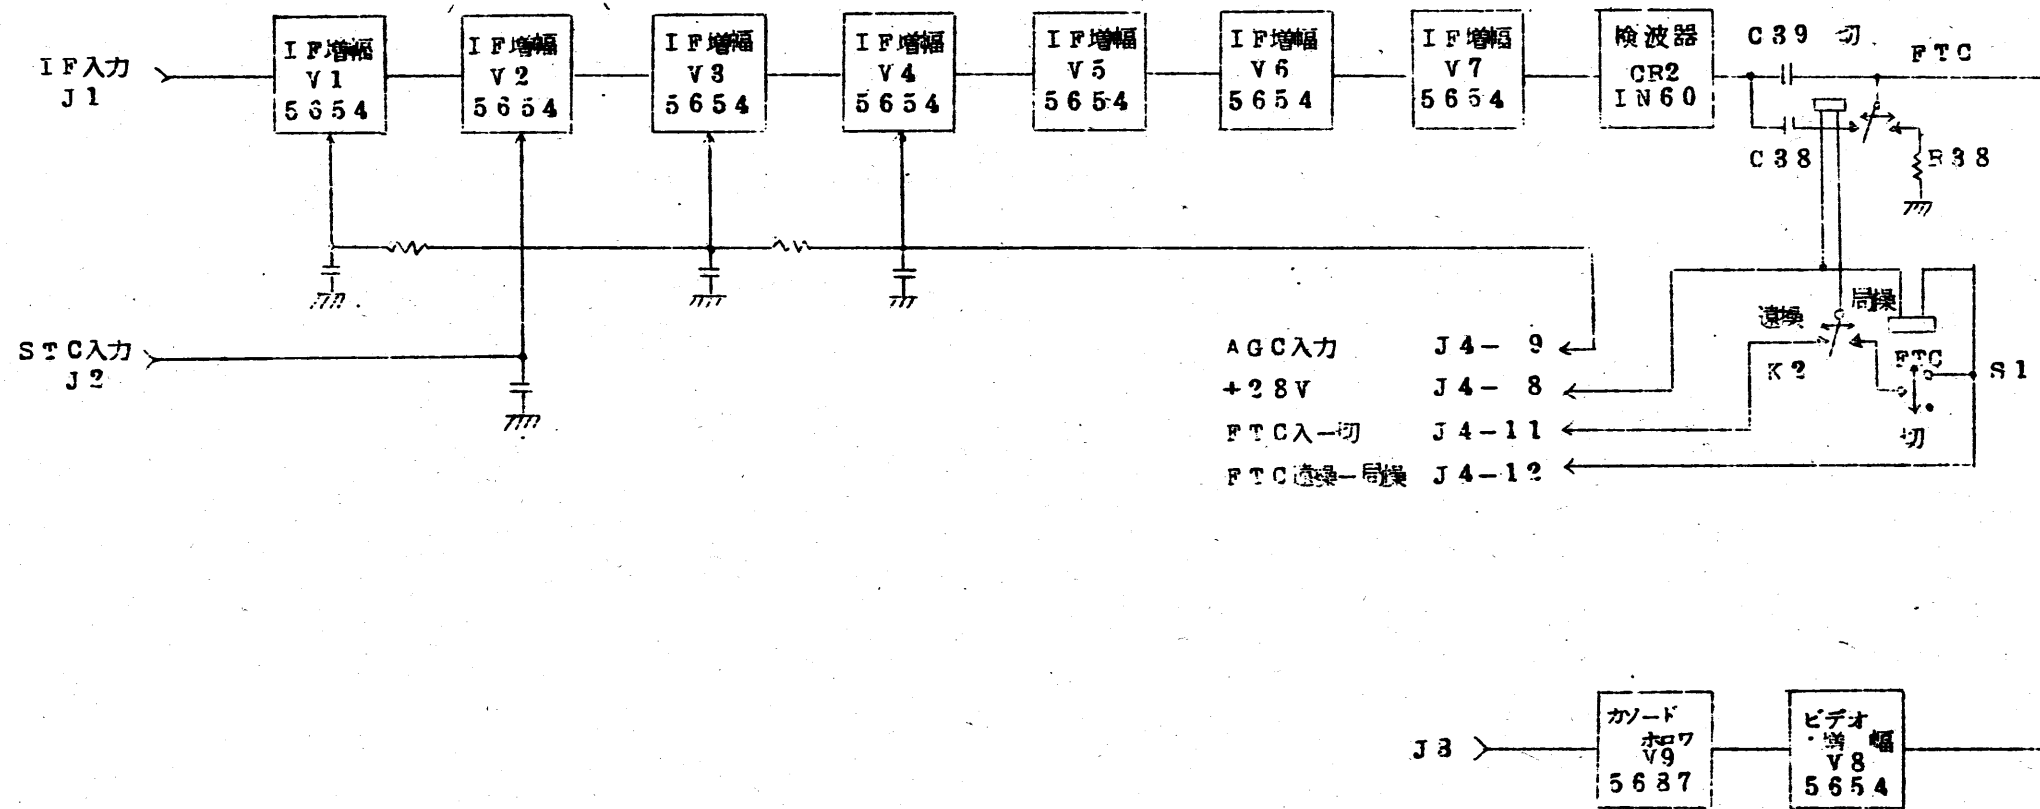 IF入力
J1
IF増幅
V1
5654
IF増幅
V2
5654
IF増幅
V3
5654
IF増幅
V4
5654
IF増幅
V5
5654
IF増幅
V6
5654
IF増幅
V7
5654
検波器
CR2
IN60
C39 切
FTC
C38
R38
STC入力
J2
遠操
局操
K2
FTC
切
S1
AGC入力 J4-9
+28V J4-8
FTC入-切 J4-11
FTC遠操-局操 J4-12
J3
カソード
ホロワ
V9
5687
ビデオ
増幅
V8
5654